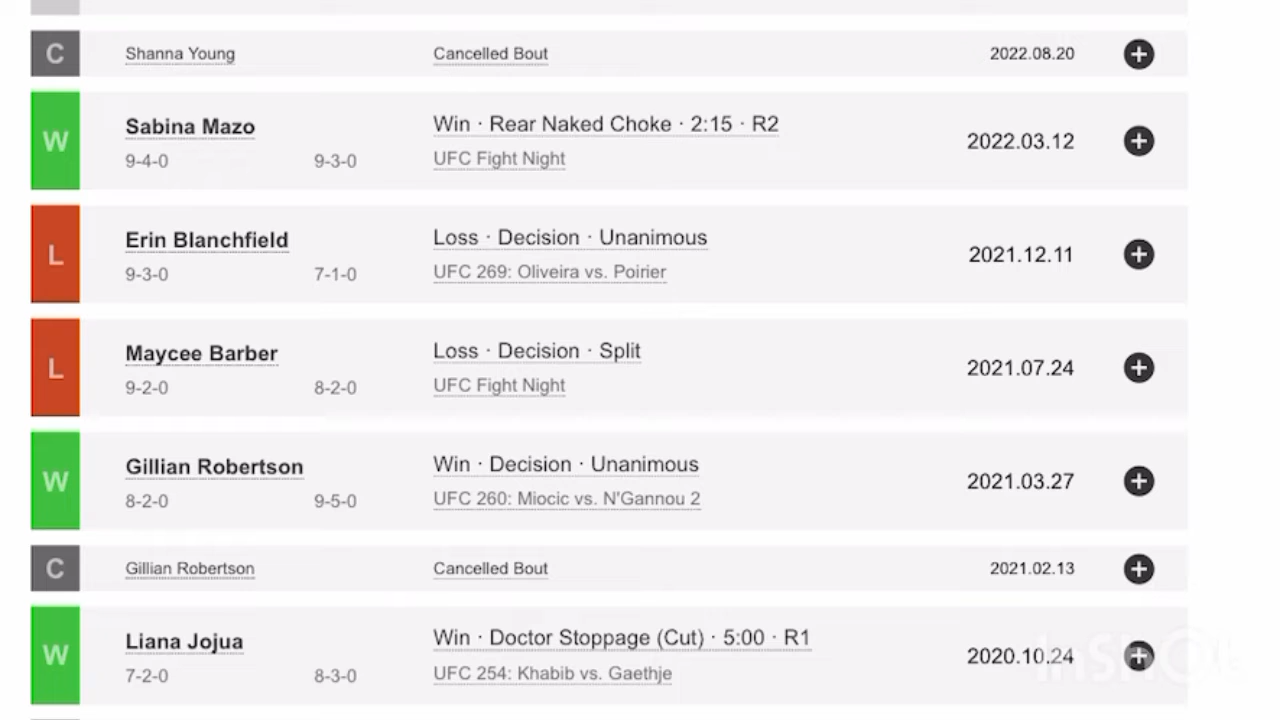 C Shanna Young Cancelled Bout 2022.08.20
W Sabina Mazo Win · Rear Naked Choke · 2:15 · R2 2022.03.12
9-4-0 9-3-0 UFC Fight Night
L Erin Blanchfield Loss · Decision · Unanimous 2021.12.11
9-3-0 7-1-0 UFC 269: Oliveira vs. Poirier
L Maycee Barber Loss · Decision · Split 2021.07.24
9-2-0 8-2-0 UFC Fight Night
W Gillian Robertson Win · Decision · Unanimous 2021.03.27
8-2-0 9-5-0 UFC 260: Miocic vs. N'Gannou 2
C Gillian Robertson Cancelled Bout 2021.02.13
W Liana Jojua Win · Doctor Stoppage (Cut) · 5:00 · R1 2020.10.24
7-2-0 8-3-0 UFC 254: Khabib vs. Gaethje
InShOt